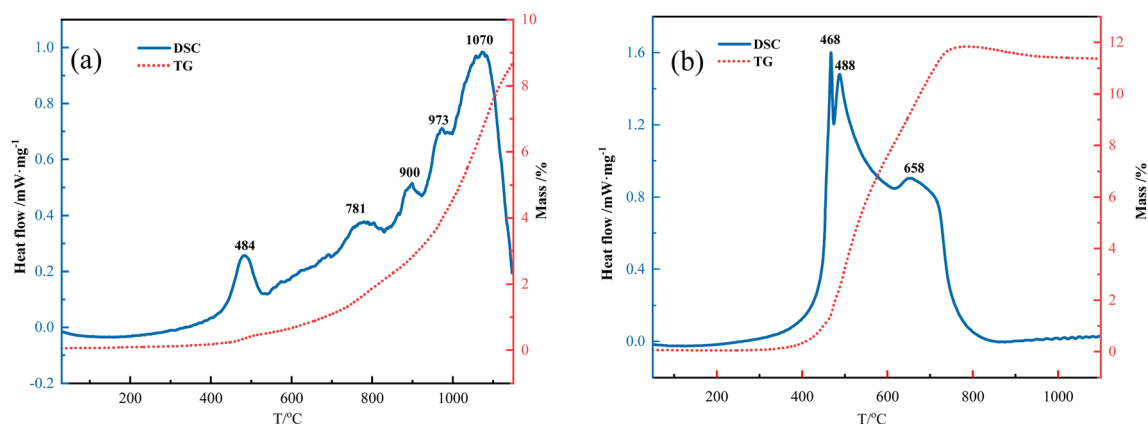 (a)
DSC
TG
484
781
900
973
1070
1.0
0.8
0.6
0.4
0.2
0.0
-0.2
Heat flow /mW·mg⁻¹
10
8
6
4
2
0
Mass /%
200 400 600 800 1000
T/°C
(b)
DSC
TG
468
488
658
1.6
1.2
0.8
0.4
0.0
Heat flow /mW·mg⁻¹
12
10
8
6
4
2
0
Mass /%
200 400 600 800 1000
T/°C